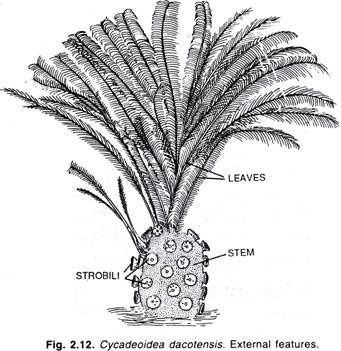 LEAVES
STEM
STROBILI
Fig. 2.12. Cycadeoidea dacotensis. External features.